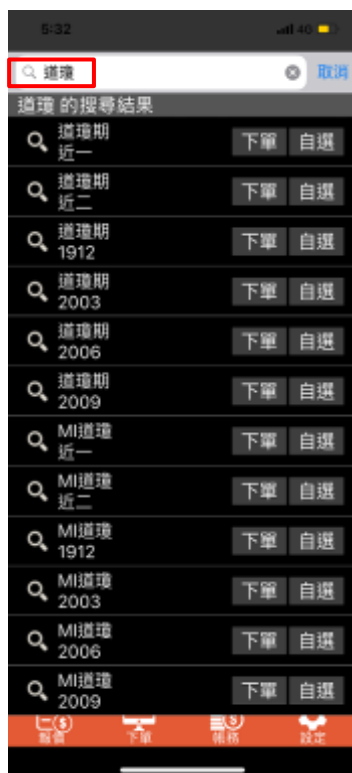 5:32
4G
道瓊
取消
道瓊 的搜尋結果
道瓊期
近一
下單 自選
道瓊期
近二
下單 自選
道瓊期
1912
下單 自選
道瓊期
2003
下單 自選
道瓊期
2006
下單 自選
道瓊期
2009
下單 自選
MI道瓊
近一
下單 自選
MI道瓊
近二
下單 自選
MI道瓊
1912
下單 自選
MI道瓊
2003
下單 自選
MI道瓊
2006
下單 自選
MI道瓊
2009
下單 自選
報價 下單 帳務 設定